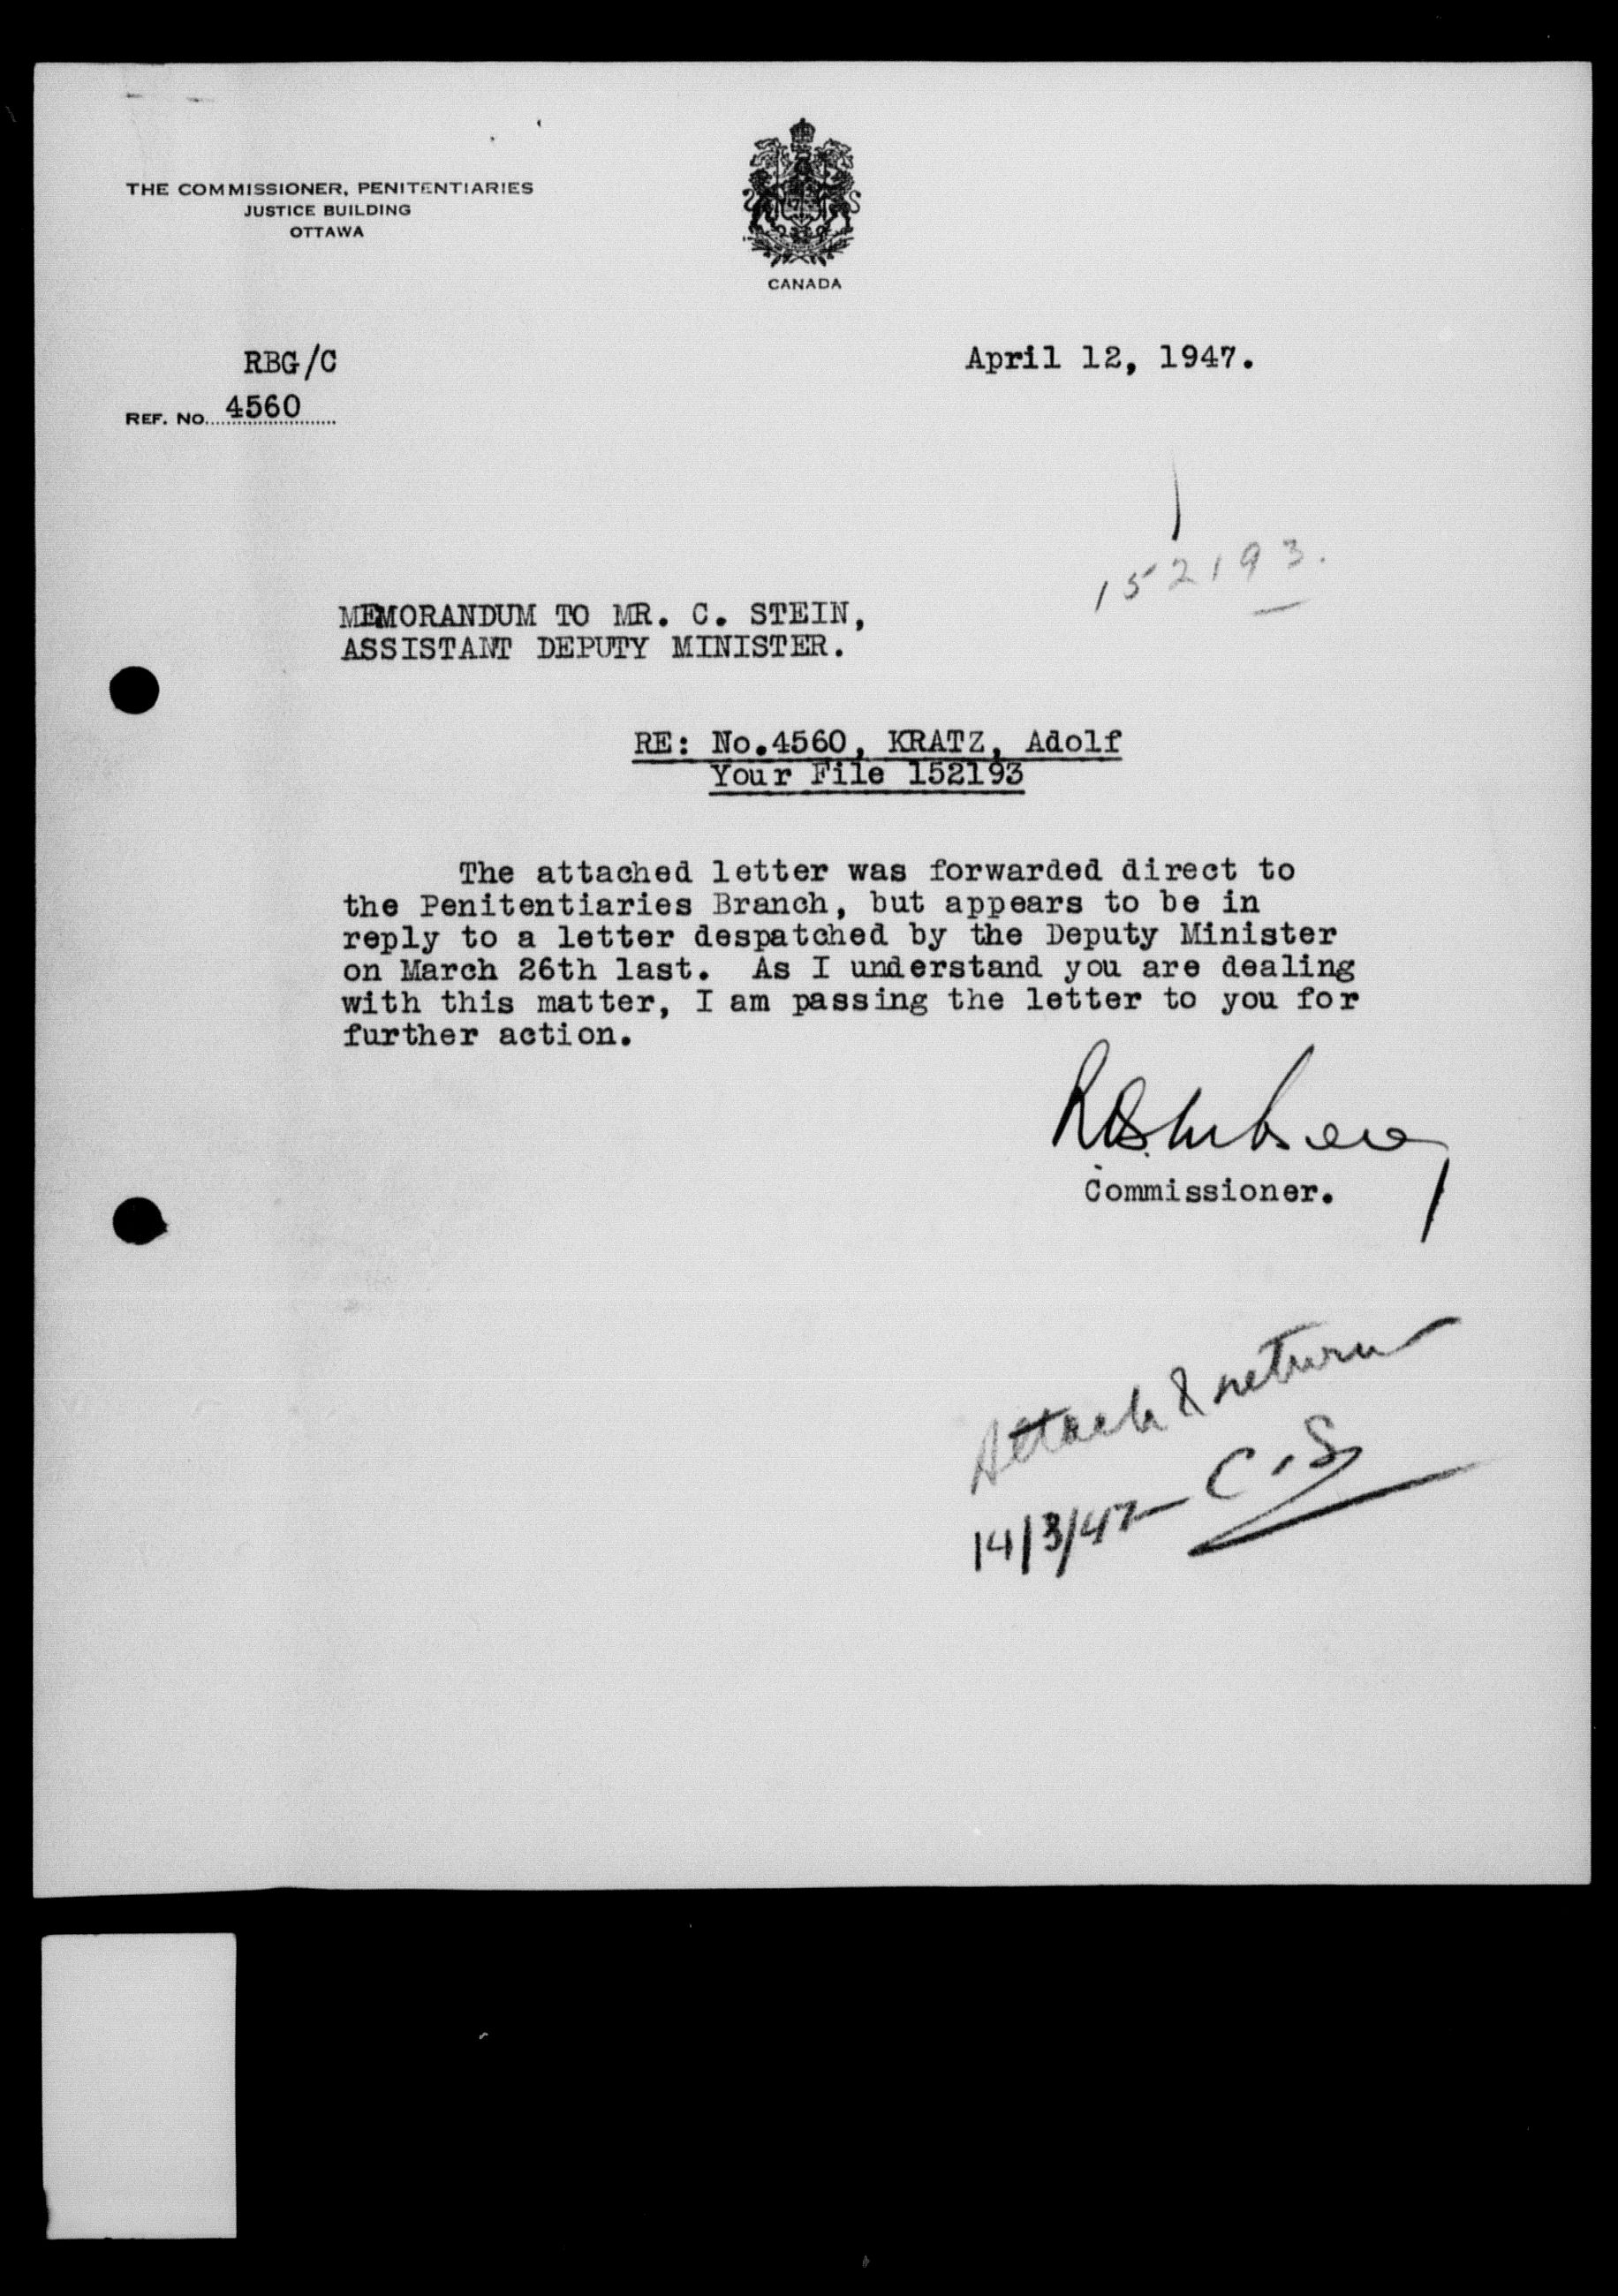 THE COMMISSIONER, PENITENTIARIES
JUSTICE BUILDING
OTTAWA
CANADA
RBG/C
April 12, 1947.
REF. No. 4560
152193.
MEMORANDUM TO MR. C. STEIN,
ASSISTANT DEPUTY MINISTER.
RE: No.4560, KRATZ, Adolf
Your File 152193
The attached letter was forwarded direct to
the Penitentiaries Branch, but appears to be in
reply to a letter despatched by the Deputy Minister
on March 26th last. As I understand you are dealing
with this matter, I am passing the letter to you for
further action.
Commissioner.
Attach & return
14/3/47 — C.S